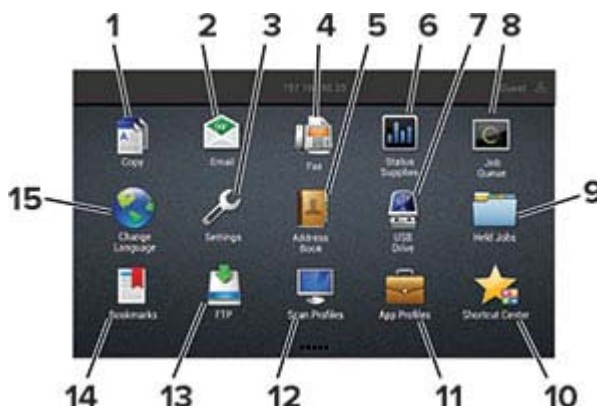 1 2 3 4 5 6 7 8
Guest
Copy Email Fax Status Supplies Job Queue
15 9
Change Language Settings Address Book USB Drive Held Jobs
Bookmarks FTP Scan Profiles App Profiles Shortcut Center
14 13 12 11 10